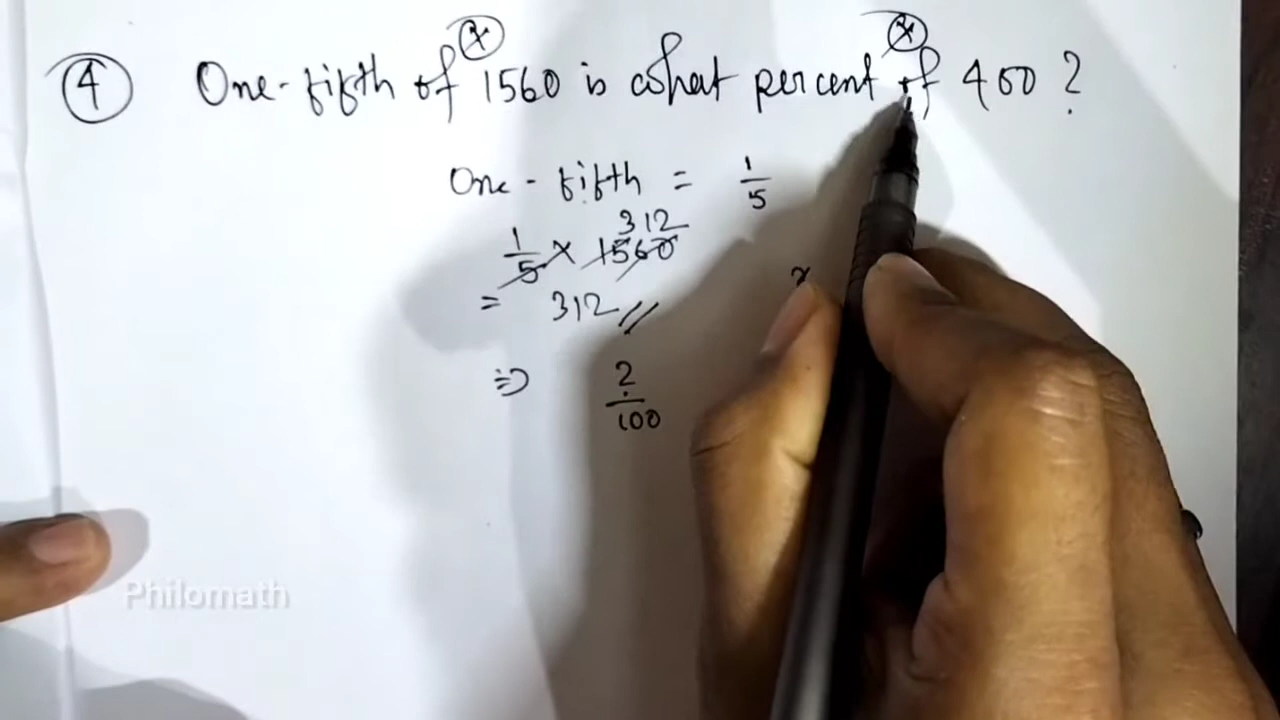 ④ One-fifth of 1560 is what percent of 400 ?
One-fifth = 1/5
1/5 × 1560 312
= 312 //
⇒ ?/100
Philomath